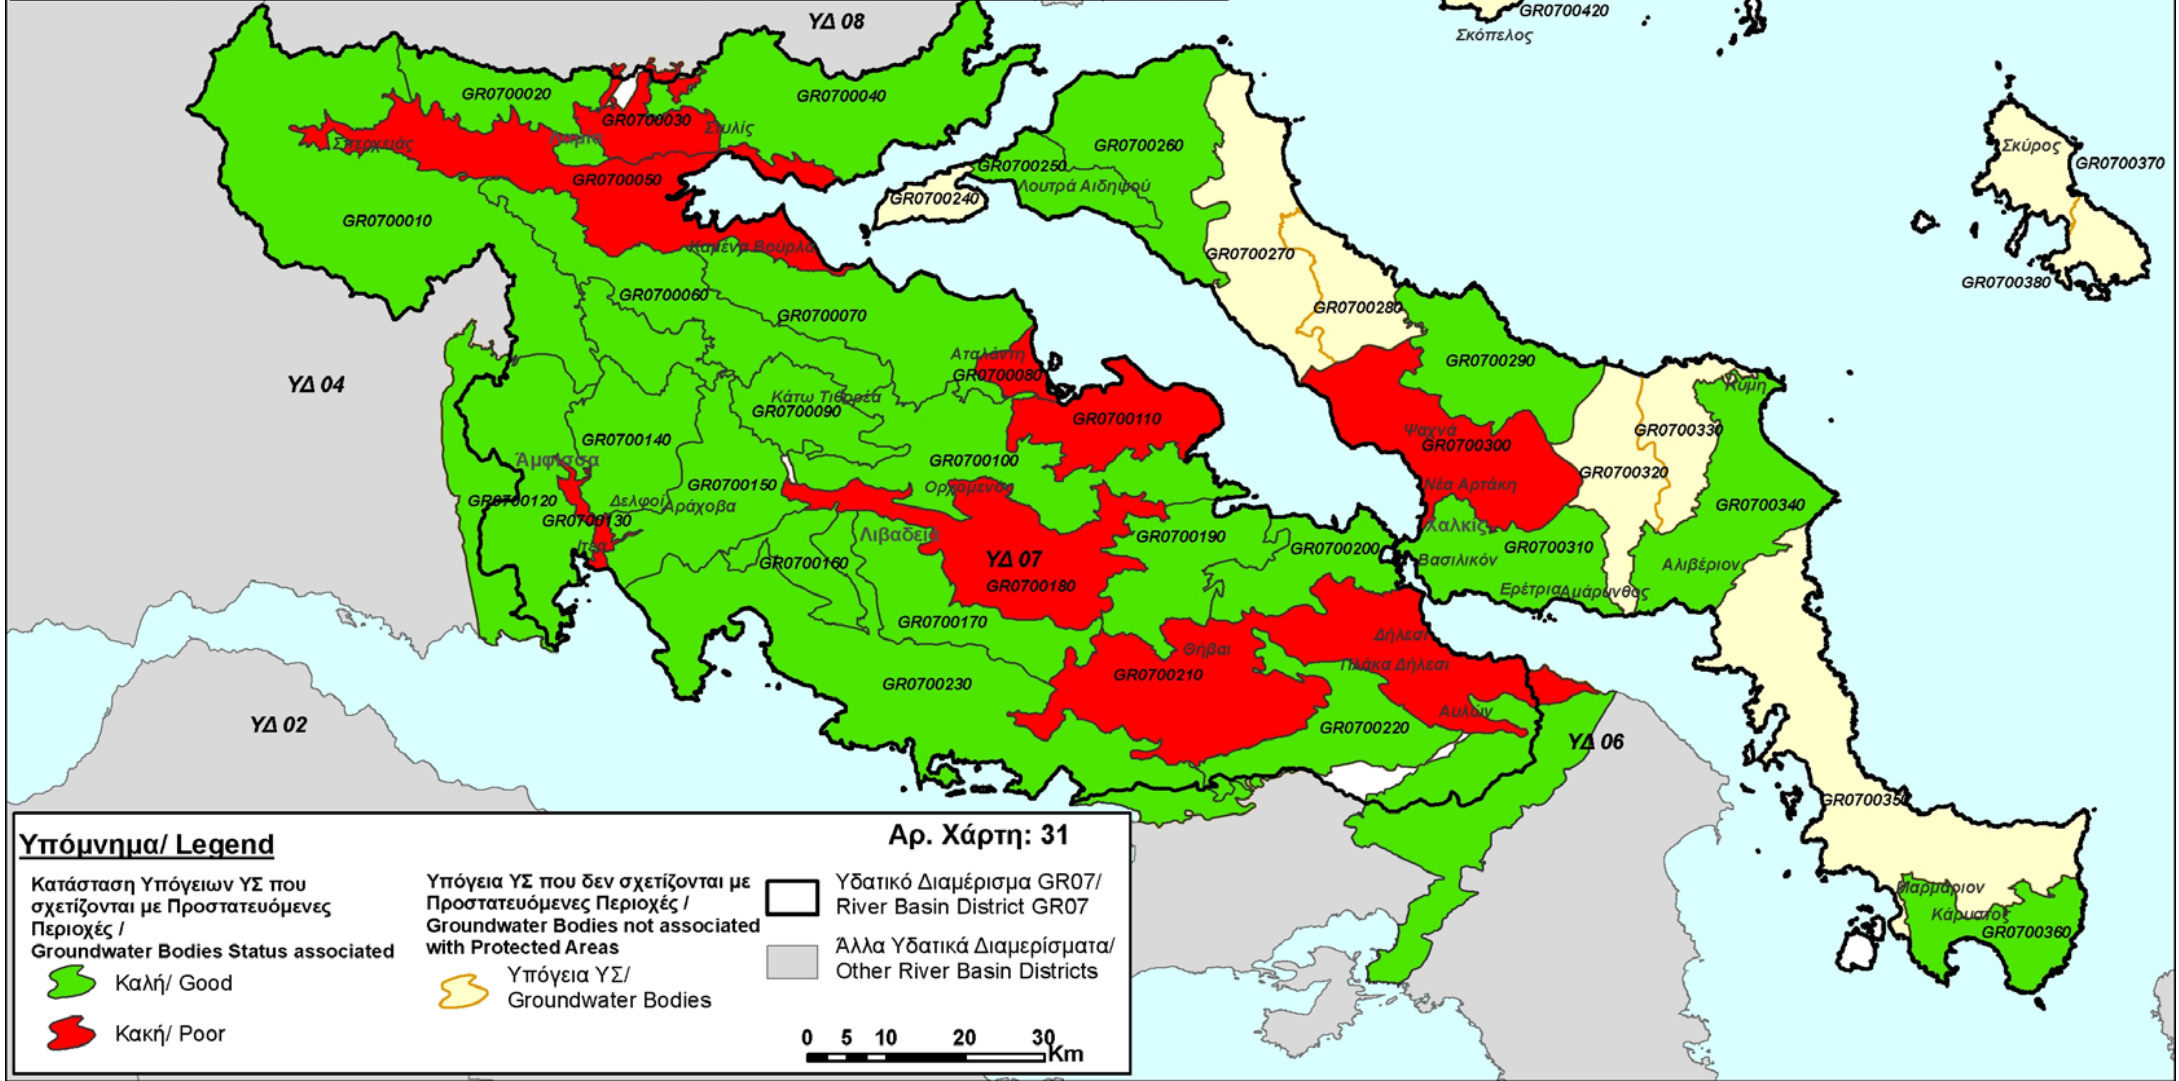 ΥΔ 08
GR0700420
Σκόπελος
GR0700020
GR0700040
GR0700030
Στυλίς
Λαμία
Σπερχειάς
GR0700260
Σκύρος
GR0700370
GR0700250
GR0700050
Λουτρά Αιδηψού
GR0700240
GR0700010
Καμένα Βούρλα
GR0700270
GR0700380
GR0700060
GR0700280
GR0700070
Αταλάντη
GR0700290
GR0700080
ΥΔ 04
Κύμη
Κάτω Τιθορέα
GR0700090
GR0700110
Ψαχνά
GR0700330
GR0700140
GR0700300
Άμφισσα
GR0700100
GR0700320
GR0700150
Ορχομενός
Νέα Αρτάκη
GR0700120
Δελφοί
Αράχοβα
GR0700340
GR0700130
Χαλκίς
Λιβαδειά
GR0700190
Ιτέα
GR0700200
GR0700310
ΥΔ 07
GR0700160
Βασιλικόν
Αλιβέριον
GR0700180
Ερέτρια
Αμάρυνθος
GR0700170
Δήλεσι
Θήβαι
Πλάκα Δήλεσι
GR0700210
GR0700230
Αυλών
ΥΔ 02
GR0700220
ΥΔ 06
GR070035
Μαρμάριον
Κάρυστος
GR0700360
Υπόμνημα/ Legend
Αρ. Χάρτη: 31
Κατάσταση Υπόγειων ΥΣ που
σχετίζονται με Προστατευόμενες
Περιοχές /
Groundwater Bodies Status associated
Καλή/ Good
Κακή/ Poor
Υπόγεια ΥΣ που δεν σχετίζονται με
Προστατευόμενες Περιοχές /
Groundwater Bodies not associated
with Protected Areas
Υπόγεια ΥΣ/
Groundwater Bodies
Υδατικό Διαμέρισμα GR07/
River Basin District GR07
Άλλα Υδατικά Διαμερίσματα/
Other River Basin Districts
0 5 10 20 30
Km